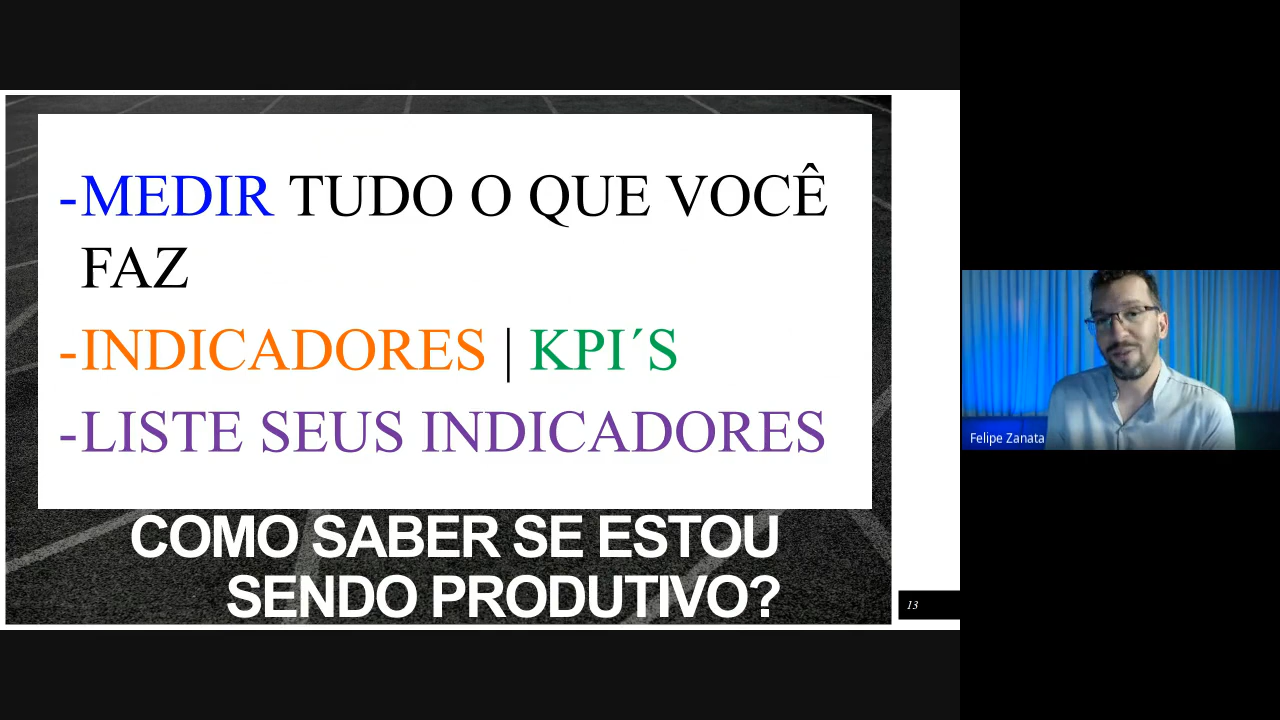 -MEDIR TUDO O QUE VOCÊ
FAZ
-INDICADORES | KPI´S
-LISTE SEUS INDICADORES
COMO SABER SE ESTOU
SENDO PRODUTIVO?
13
Felipe Zanata